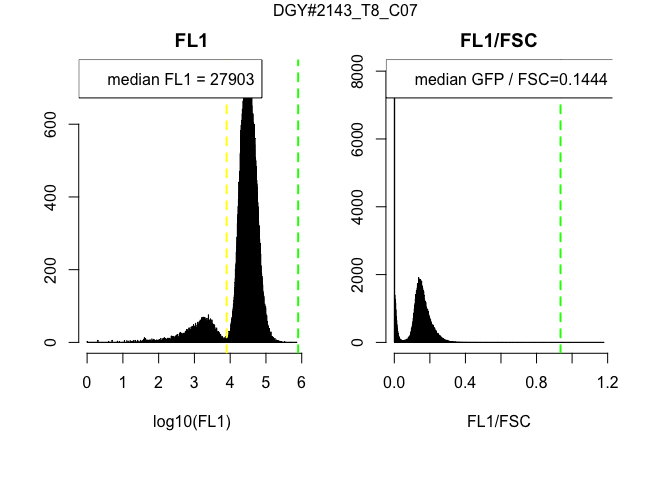 DGY#2143_T8_C07
FL1
median FL1 = 27903
600
400
200
0
0 1 2 3 4 5 6
log10(FL1)
FL1/FSC
median GFP / FSC=0.1444
8000
6000
4000
2000
0
0.0 0.4 0.8 1.2
FL1/FSC